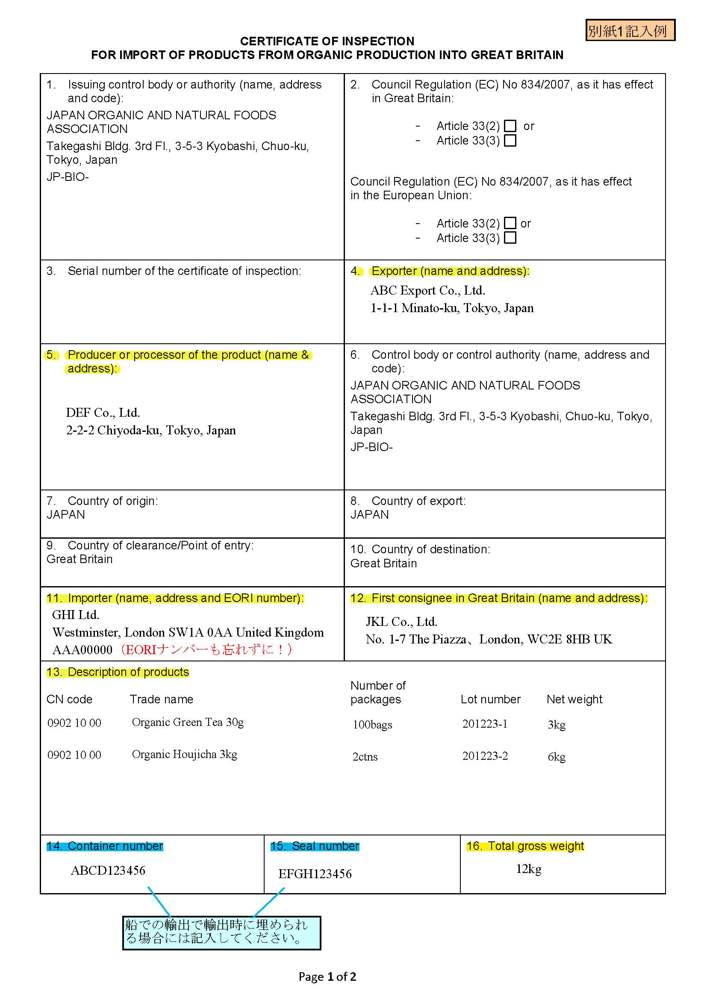 別紙1記入例
CERTIFICATE OF INSPECTION
FOR IMPORT OF PRODUCTS FROM ORGANIC PRODUCTION INTO GREAT BRITAIN
1. Issuing control body or authority (name, address
and code):
JAPAN ORGANIC AND NATURAL FOODS
ASSOCIATION
Takegashi Bldg. 3rd Fl., 3-5-3 Kyobashi, Chuo-ku,
Tokyo, Japan
JP-BIO-
2. Council Regulation (EC) No 834/2007, as it has effect
in Great Britain:
- Article 33(2) □ or
- Article 33(3) □
Council Regulation (EC) No 834/2007, as it has effect
in the European Union:
- Article 33(2) □ or
- Article 33(3) □
3. Serial number of the certificate of inspection:
4. Exporter (name and address):
ABC Export Co., Ltd.
1-1-1 Minato-ku, Tokyo, Japan
5. Producer or processor of the product (name &
address):
DEF Co., Ltd.
2-2-2 Chiyoda-ku, Tokyo, Japan
6. Control body or control authority (name, address and
code):
JAPAN ORGANIC AND NATURAL FOODS
ASSOCIATION
Takegashi Bldg. 3rd Fl., 3-5-3 Kyobashi, Chuo-ku, Tokyo,
Japan
JP-BIO-
7. Country of origin:
JAPAN
8. Country of export:
JAPAN
9. Country of clearance/Point of entry:
Great Britain
10. Country of destination:
Great Britain
11. Importer (name, address and EORI number):
GHI Ltd.
Westminster, London SW1A 0AA United Kingdom
AAA00000（EORIナンバーも忘れずに！）
12. First consignee in Great Britain (name and address):
JKL Co., Ltd.
No. 1-7 The Piazza、London, WC2E 8HB UK
13. Description of products
CN code Trade name Number of packages Lot number Net weight
0902 10 00 Organic Green Tea 30g 100bags 201223-1 3kg
0902 10 00 Organic Houjicha 3kg 2ctns 201223-2 6kg
14. Container number
ABCD123456
15. Seal number
EFGH123456
16. Total gross weight
12kg
船での輸出で輸出時に埋められ
る場合には記入してください。
Page 1 of 2